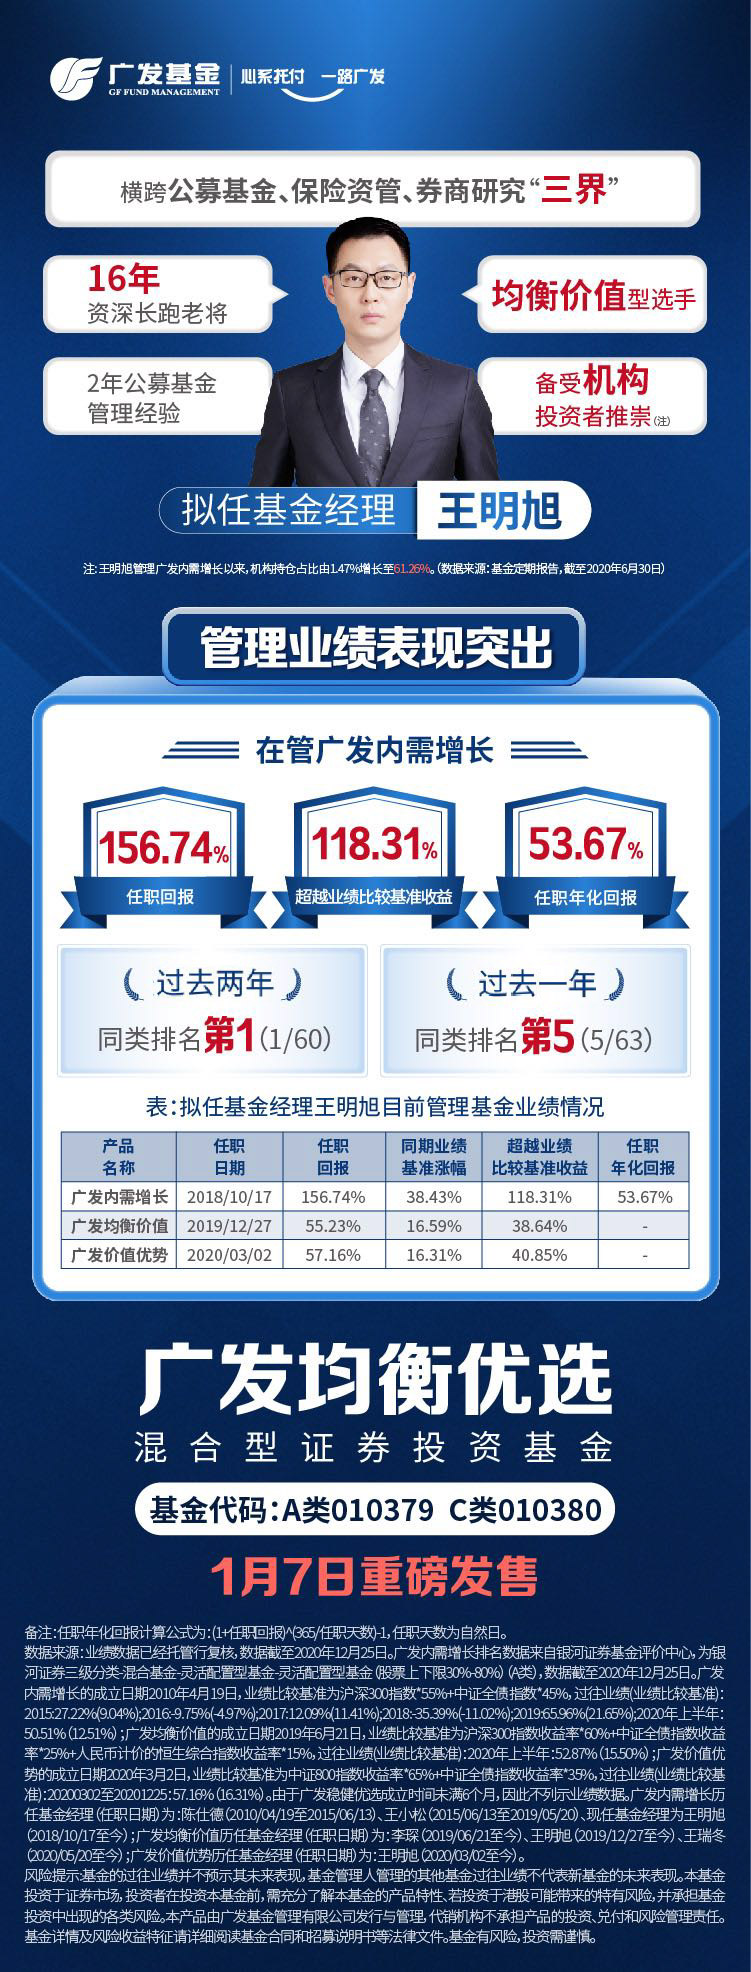 广发基金 心系托付 一路广发
GF FUND MANAGEMENT
横跨公募基金、保险资管、券商研究“三界”
16年
资深长跑老将
均衡价值型选手
2年公募基金
管理经验
备受机构
投资者推崇(注)
拟任基金经理 王明旭
注:王明旭管理广发内需增长以来,机构持仓占比由1.47%增长至61.26%。(数据来源:基金定期报告,截至2020年6月30日)
管理业绩表现突出
在管广发内需增长
156.74% 118.31% 53.67%
任职回报 超越业绩比较基准收益 任职年化回报
过去两年
同类排名第1(1/60)
过去一年
同类排名第5(5/63)
表:拟任基金经理王明旭目前管理基金业绩情况
产品 任职 任职 同期业绩 超越业绩 任职
名称 日期 回报 基准涨幅 比较基准收益 年化回报
广发内需增长 2018/10/17 156.74% 38.43% 118.31% 53.67%
广发均衡价值 2019/12/27 55.23% 16.59% 38.64% -
广发价值优势 2020/03/02 57.16% 16.31% 40.85% -
广发均衡优选
混合型证券投资基金
基金代码:A类010379 C类010380
1月7日重磅发售
备注:任职年化回报计算公式为:(1+任职回报)^(365/任职天数)-1,任职天数为自然日。
数据来源:业绩数据已经托管行复核,数据截至2020年12月25日。广发内需增长排名数据来自银河证券基金评价中心,为银
河证券三级分类-混合基金-灵活配置型基金-灵活配置型基金(股票上下限30%-80%)(A类),数据截至2020年12月25日。广发
内需增长的成立日期2010年4月19日,业绩比较基准为沪深300指数*55%+中证全债指数*45%,过往业绩(业绩比较基准):
2015:27.22%(9.04%);2016:-9.75%(-4.97%);2017:12.09%(11.41%);2018:-35.39%(-11.02%);2019:65.96%(21.65%);2020年上半年:
50.51%(12.51%);广发均衡价值的成立日期2019年6月21日,业绩比较基准为沪深300指数收益率*60%+中证全债指数收益
率*25%+人民币计价的恒生综合指数收益率*15%,过往业绩(业绩比较基准):2020年上半年:52.87%(15.50%);广发价值优
势的成立日期2020年3月2日,业绩比较基准为中证800指数收益率*65%+中证全债指数收益率*35%,过往业绩(业绩比较基
准):20200302至20201225:57.16%(16.31%)。由于广发稳健优选成立时间未满6个月,因此不列示业绩数据。广发内需增长历
任基金经理(任职日期)为:陈仕德(2010/04/19至2015/06/13)、王小松(2015/06/13至2019/05/20)、现任基金经理为王明旭
(2018/10/17至今);广发均衡价值历任基金经理(任职日期)为:李琛(2019/06/21至今)、王明旭(2019/12/27至今)、王瑞冬
(2020/05/20至今);广发价值优势历任基金经理(任职日期)为:王明旭(2020/03/02至今)。
风险提示:基金的过往业绩并不预示其未来表现,基金管理人管理的其他基金过往业绩不代表新基金的未来表现。本基金
投资于证券市场,投资者在投资本基金前,需充分了解本基金的产品特性、若投资于港股可能带来的特有风险,并承担基金
投资中出现的各类风险。本产品由广发基金管理有限公司发行与管理,代销机构不承担产品的投资、兑付和风险管理责任。
基金详情及风险收益特征请详细阅读基金合同和招募说明书等法律文件。基金有风险,投资需谨慎。